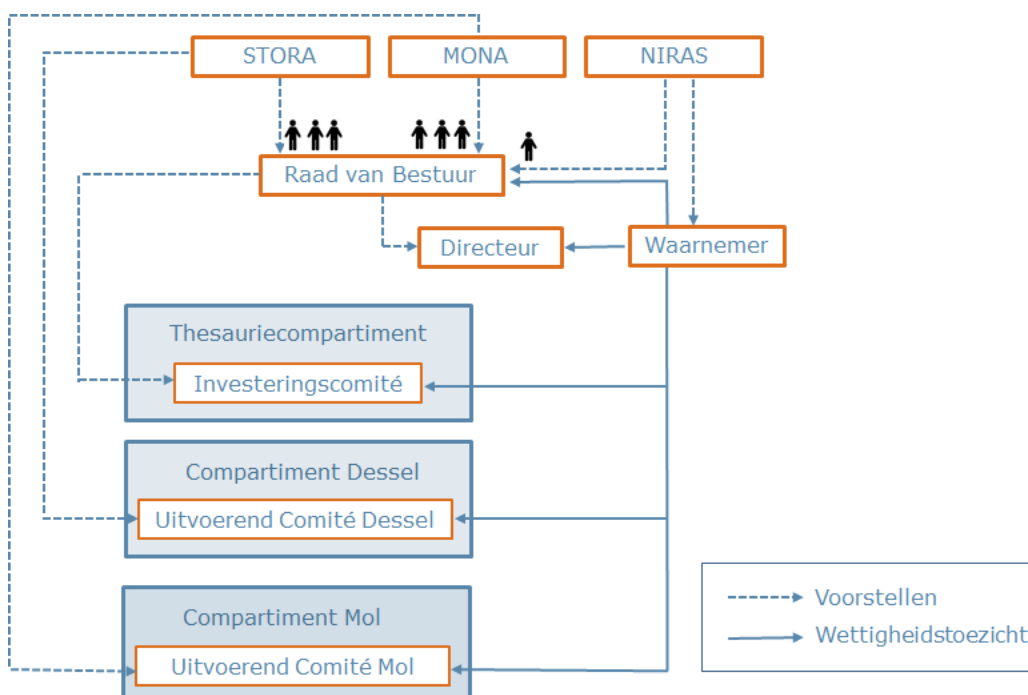 STORA
MONA
NIRAS
Raad van Bestuur
Directeur
Waarnemer
Thesauriecompartiment
Investeringscomité
Compartiment Dessel
Uitvoerend Comité Dessel
Compartiment Mol
Uitvoerend Comité Mol
Voorstellen
Wettigheidstoezicht